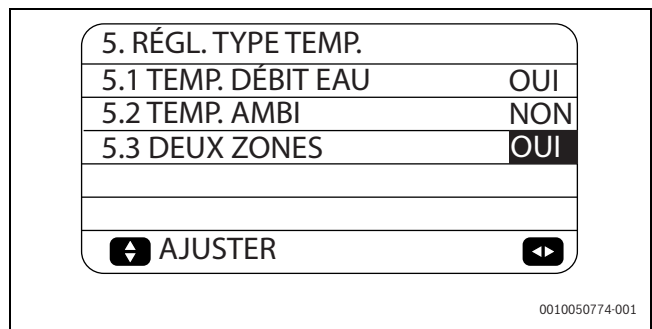 5. RÉGL. TYPE TEMP.
5.1 TEMP. DÉBIT EAU OUI
5.2 TEMP. AMBI NON
5.3 DEUX ZONES OUI
AJUSTER
0010050774-001